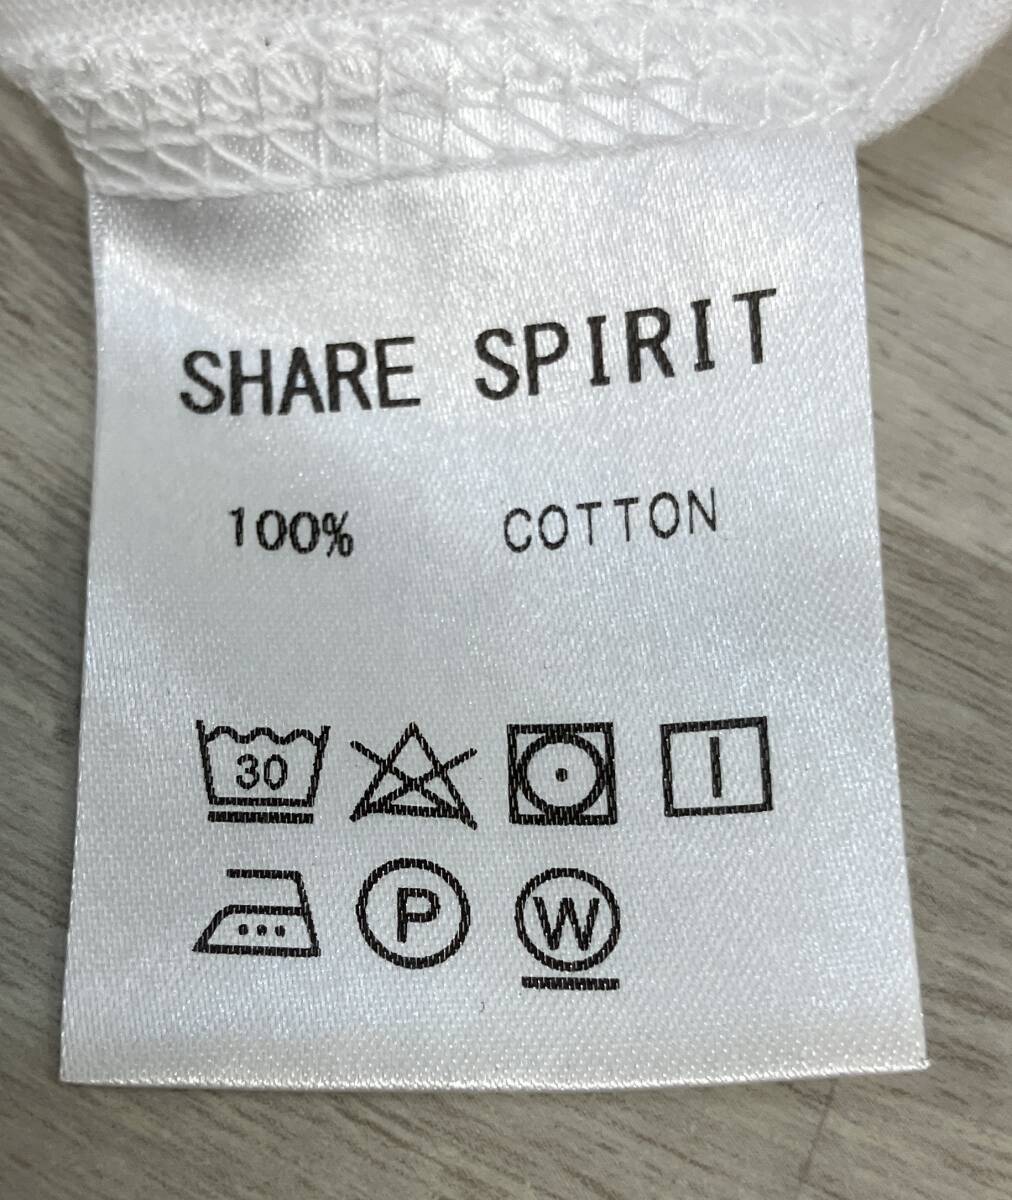 SHARE SPIRIT
100% COTTON
30
P W